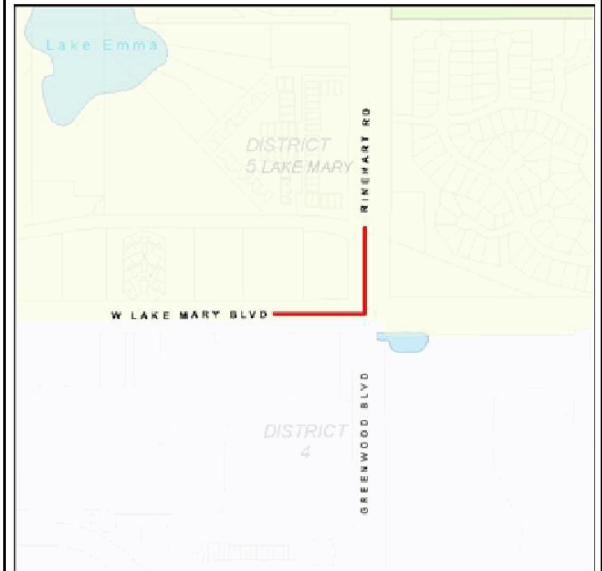 Lake Emma
DISTRICT
5 LAKE MARY
RINEHART RD
W LAKE MARY BLVD
DISTRICT
4
GREENWOOD BLVD